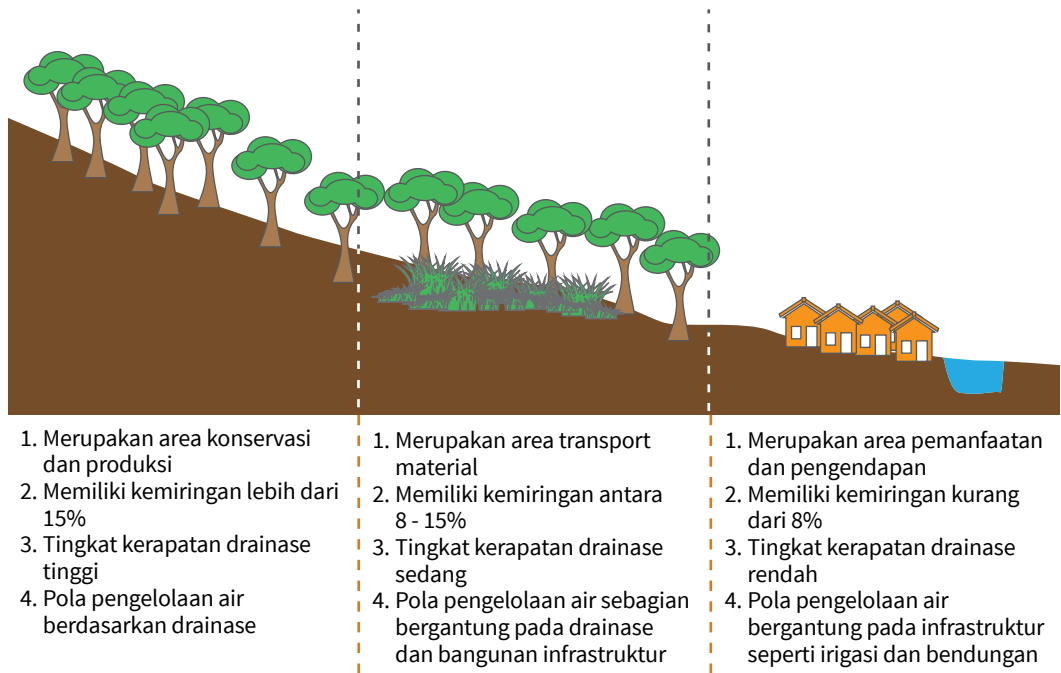 1. Merupakan area konservasi
dan produksi
2. Memiliki kemiringan lebih dari
15%
3. Tingkat kerapatan drainase
tinggi
4. Pola pengelolaan air
berdasarkan drainase
1. Merupakan area transport
material
2. Memiliki kemiringan antara
8 - 15%
3. Tingkat kerapatan drainase
sedang
4. Pola pengelolaan air sebagian
bergantung pada drainase
dan bangunan infrastruktur
1. Merupakan area pemanfaatan
dan pengendapan
2. Memiliki kemiringan kurang
dari 8%
3. Tingkat kerapatan drainase
rendah
4. Pola pengelolaan air
bergantung pada infrastruktur
seperti irigasi dan bendungan